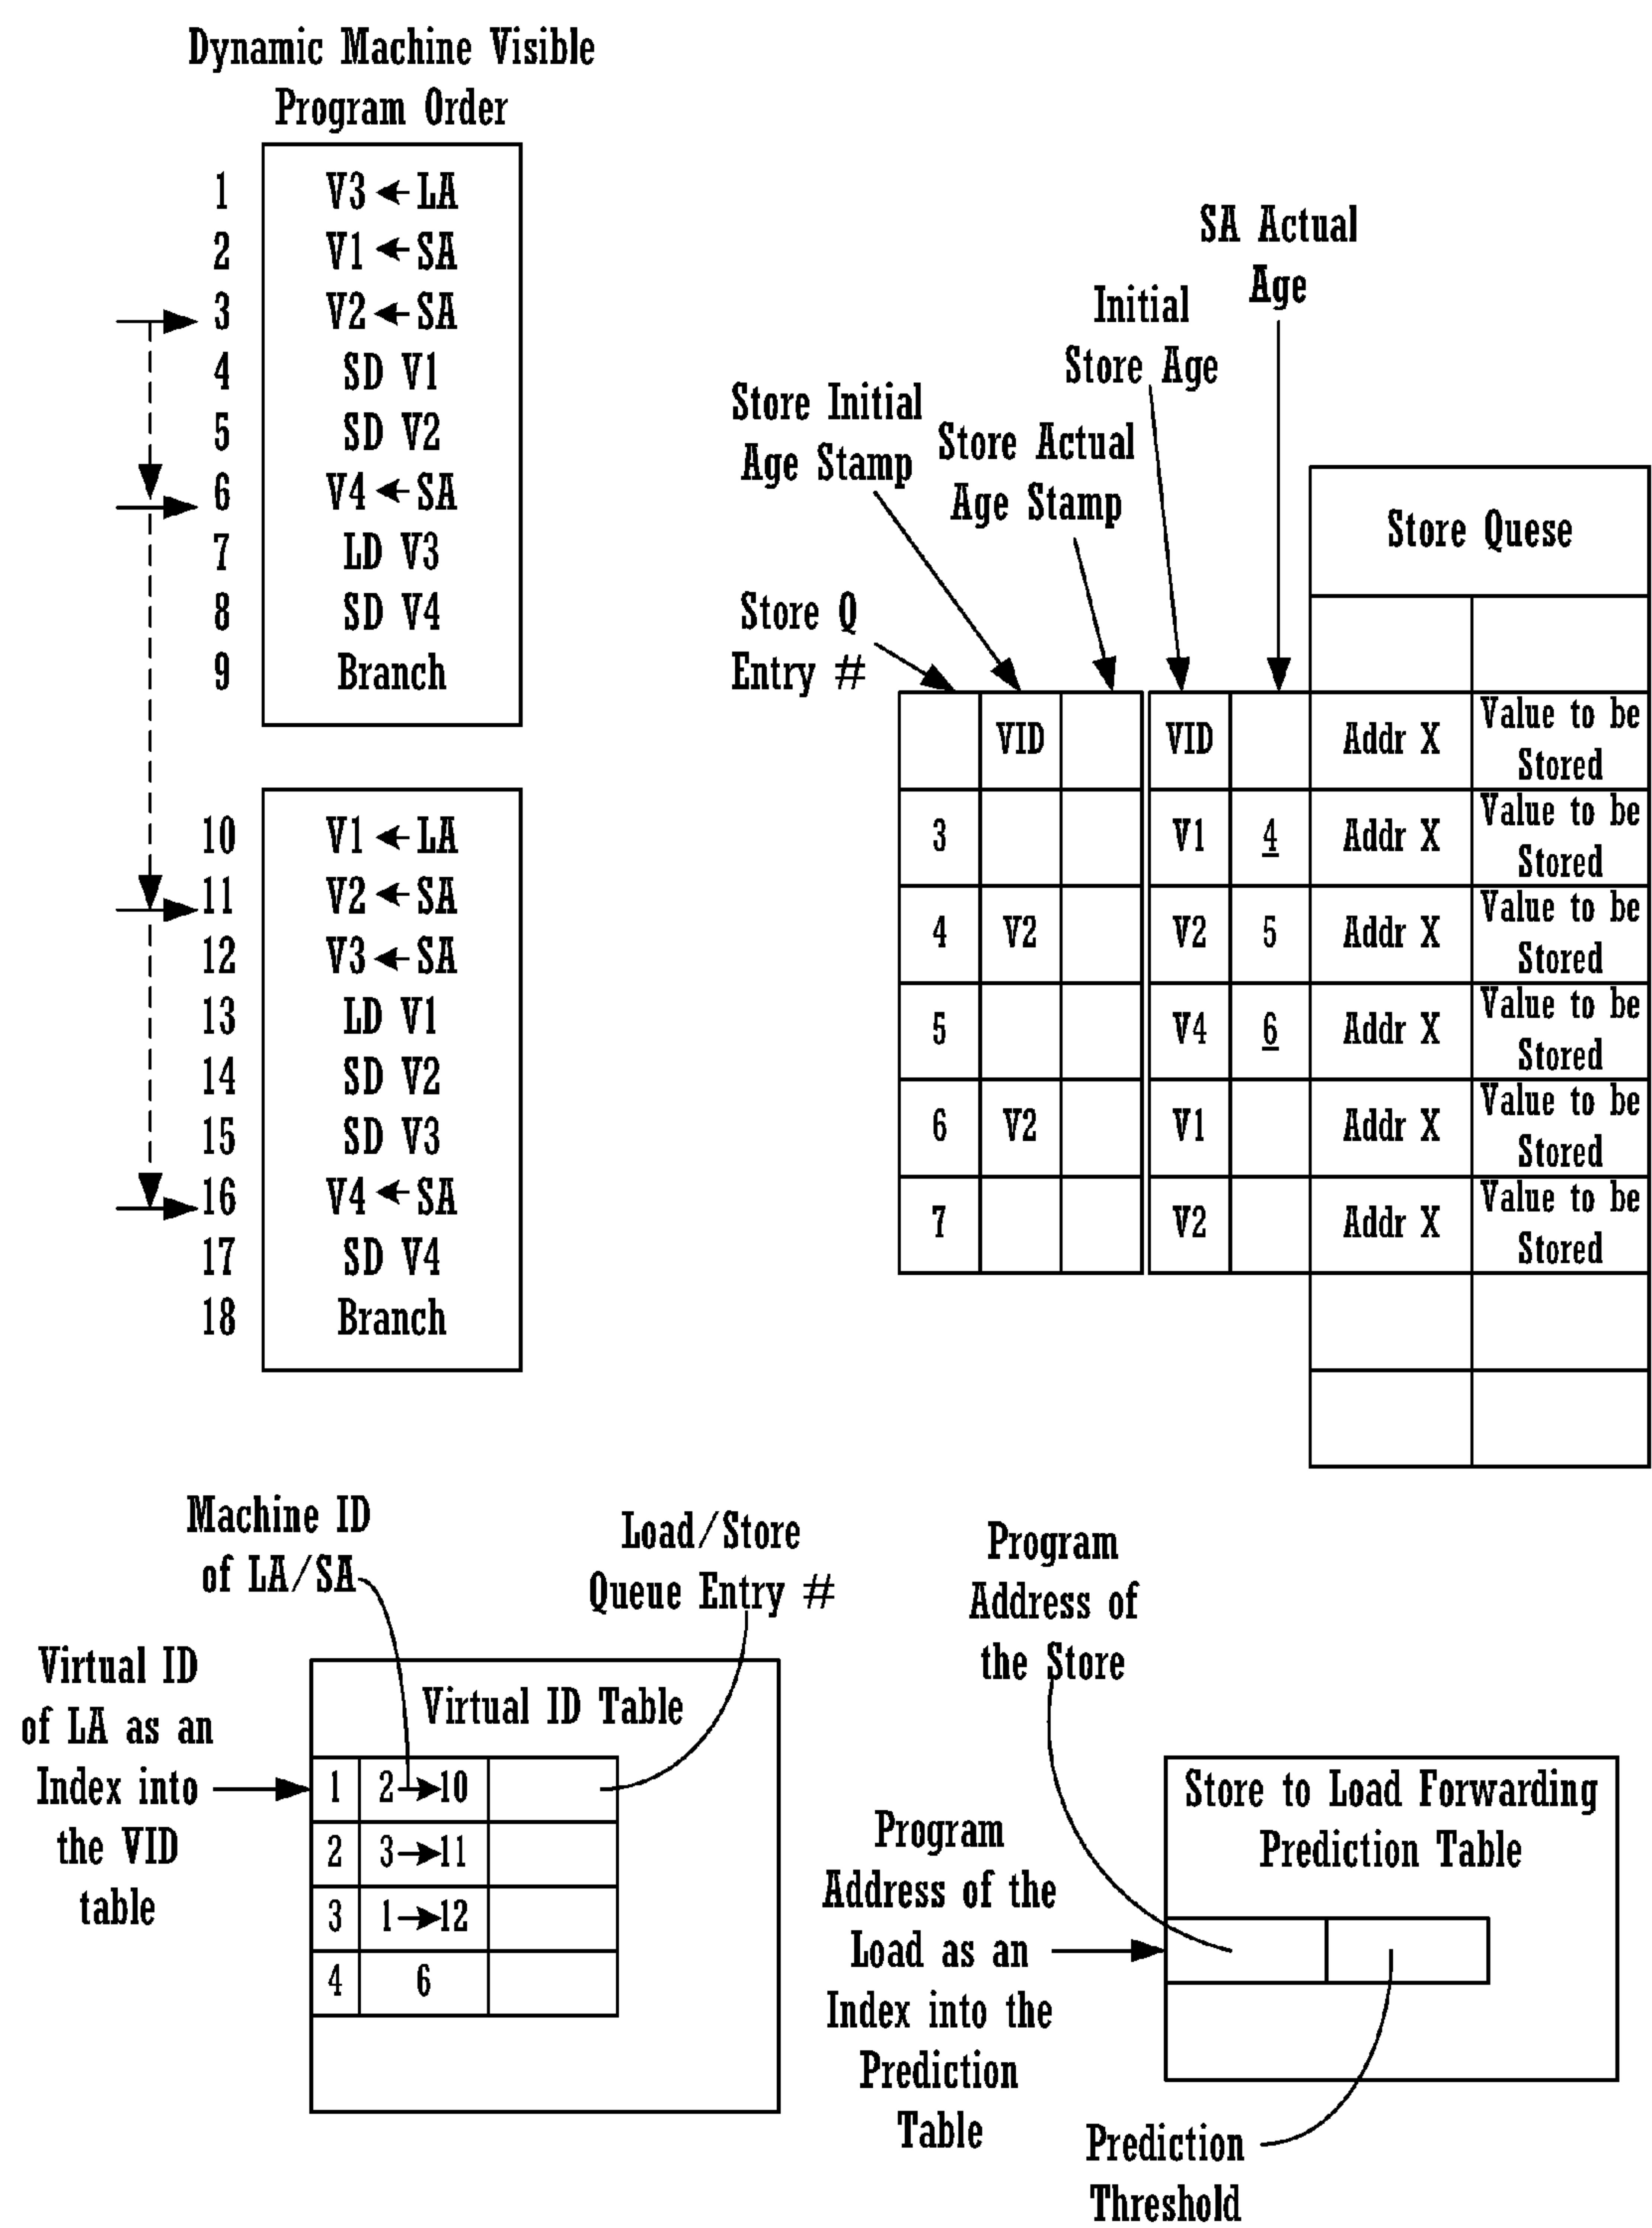 Dynamic Machine Visible
Program Order
1 V3 ← LA
2 V1 ← SA
3 V2 ← SA
4 SD V1
5 SD V2
6 V4 ← SA
7 LD V3
8 SD V4
9 Branch
10 V1 ← LA
11 V2 ← SA
12 V3 ← SA
13 LD V1
14 SD V2
15 SD V3
16 V4 ← SA
17 SD V4
18 Branch
SA Actual
Age
Initial
Store Age
Store Initial
Age Stamp
Store Actual
Age Stamp
Store Q
Entry #
Store Quese
VID VID Addr X Value to be
Stored
3 V1 4 Addr X Value to be
Stored
4 V2 V2 5 Addr X Value to be
Stored
5 V4 6 Addr X Value to be
Stored
6 V2 V1 Addr X Value to be
Stored
7 V2 Addr X Value to be
Stored
Machine ID
of LA/SA
Load/Store
Queue Entry #
Virtual ID
of LA as an
Index into
the VID
table
Virtual ID Table
1 2→10
2 3→11
3 1→12
4 6
Program
Address of
the Store
Program
Address of the
Load as an
Index into the
Prediction
Table
Store to Load Forwarding
Prediction Table
Prediction
Threshold